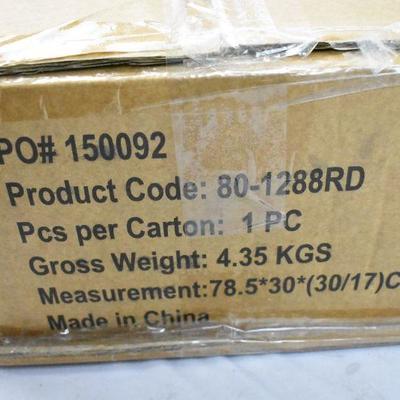 PO# 150092
Product Code: 80-1288RD
Pcs per Carton: 1 PC
Gross Weight: 4.35 KGS
Measurement:78.5*30*(30/17)C
Made in China